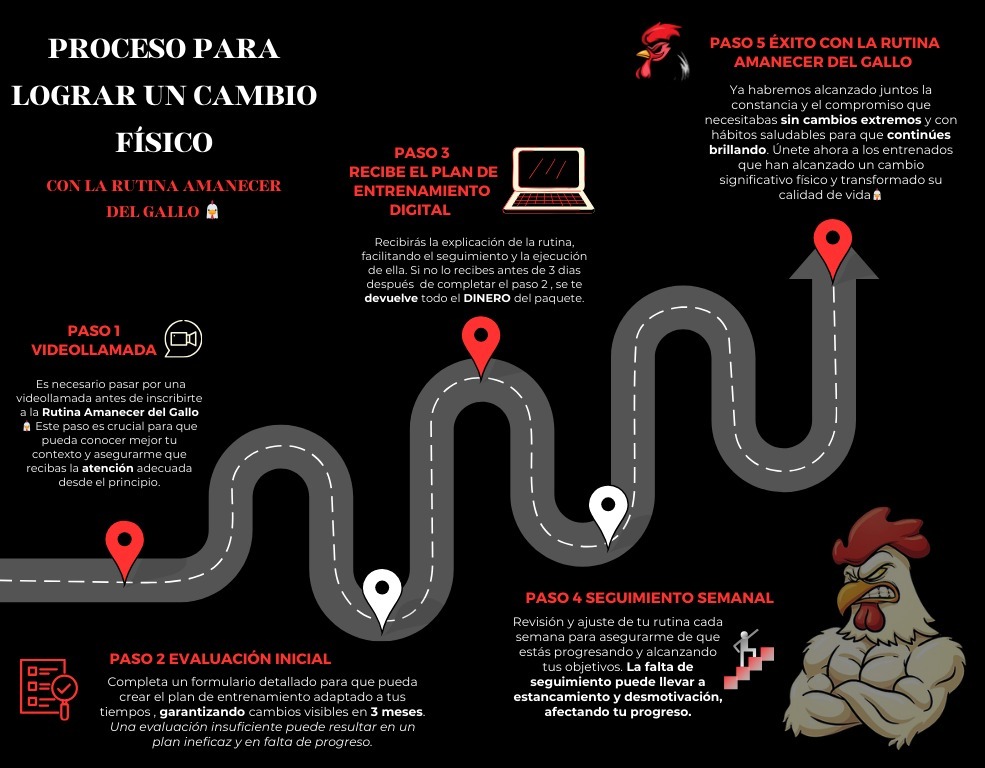 PROCESO PARA
LOGRAR UN CAMBIO
FÍSICO
CON LA RUTINA AMANECER
DEL GALLO 🐔
PASO 1
VIDEOLLAMADA
Es necesario pasar por una
videollamada antes de inscribirte
a la Rutina Amanecer del Gallo
🐔 Este paso es crucial para que
pueda conocer mejor tu
contexto y asegurarme que
recibas la atención adecuada
desde el principio.
PASO 2 EVALUACIÓN INICIAL
Completa un formulario detallado para que pueda
crear el plan de entrenamiento adaptado a tus
tiempos , garantizando cambios visibles en 3 meses.
Una evaluación insuficiente puede resultar en un
plan ineficaz y en falta de progreso.
PASO 3
RECIBE EL PLAN DE
ENTRENAMIENTO
DIGITAL
Recibirás la explicación de la rutina,
facilitando el seguimiento y la ejecución
de ella. Si no lo recibes antes de 3 dias
después de completar el paso 2 , se te
devuelve todo el DINERO del paquete.
PASO 4 SEGUIMIENTO SEMANAL
Revisión y ajuste de tu rutina cada
semana para asegurarme de que
estás progresando y alcanzando
tus objetivos. La falta de
seguimiento puede llevar a
estancamiento y desmotivación,
afectando tu progreso.
PASO 5 ÉXITO CON LA RUTINA
AMANECER DEL GALLO
Ya habremos alcanzado juntos la
constancia y el compromiso que
necesitabas sin cambios extremos y con
hábitos saludables para que continúes
brillando. Únete ahora a los entrenados
que han alcanzado un cambio
significativo físico y transformado su
calidad de vida🐔